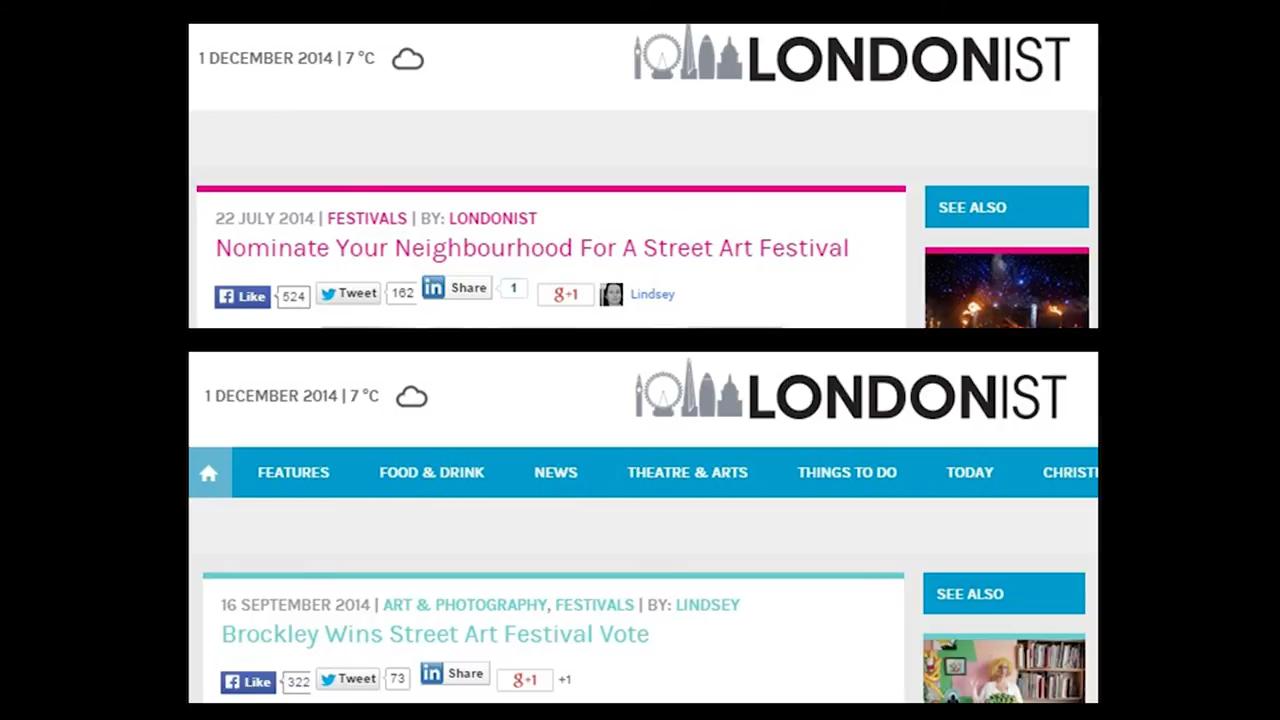 1 DECEMBER 2014 | 7 °C
LONDONIST
22 JULY 2014 | FESTIVALS | BY: LONDONIST
SEE ALSO
Nominate Your Neighbourhood For A Street Art Festival
Like 524 Tweet 162 in Share 1 g+1 Lindsey
1 DECEMBER 2014 | 7 °C
LONDONIST
FEATURES FOOD & DRINK NEWS THEATRE & ARTS THINGS TO DO TODAY CHRISTI
16 SEPTEMBER 2014 | ART & PHOTOGRAPHY, FESTIVALS | BY: LINDSEY
SEE ALSO
Brockley Wins Street Art Festival Vote
Like 322 Tweet 73 in Share g+1 +1